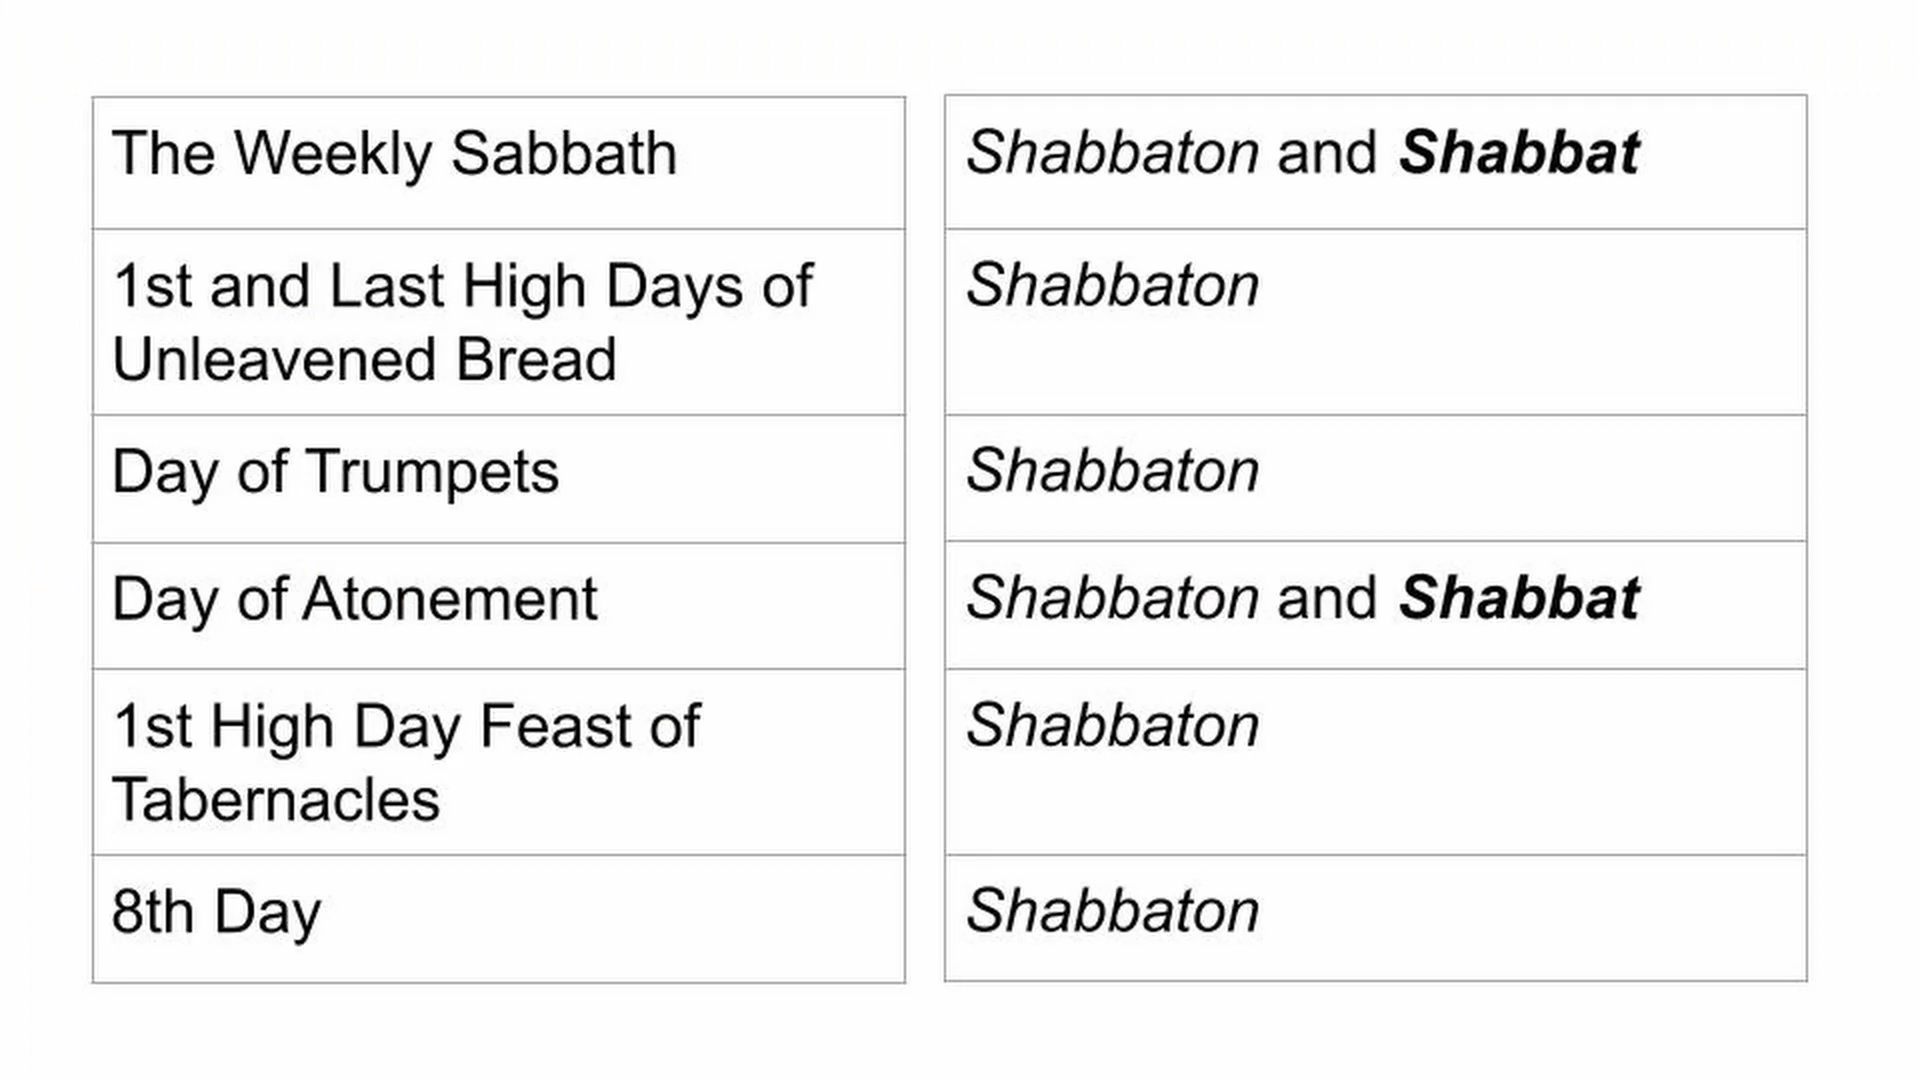 The Weekly Sabbath
Shabbaton and Shabbat
1st and Last High Days of
Unleavened Bread
Shabbaton
Day of Trumpets
Shabbaton
Day of Atonement
Shabbaton and Shabbat
1st High Day Feast of
Tabernacles
Shabbaton
8th Day
Shabbaton